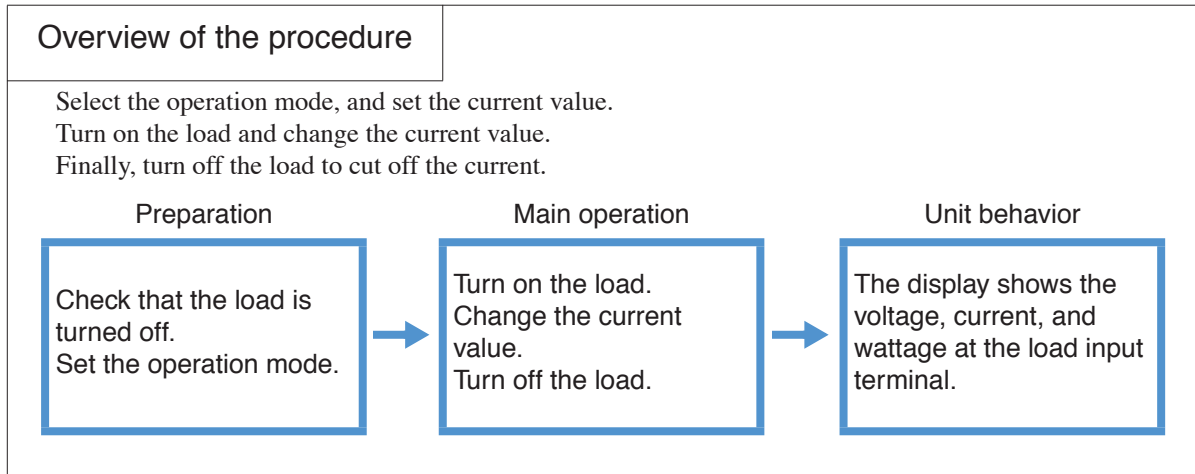 Overview of the procedure
Select the operation mode, and set the current value.
Turn on the load and change the current value.
Finally, turn off the load to cut off the current.
Preparation
Check that the load is
turned off.
Set the operation mode.
Main operation
Turn on the load.
Change the current
value.
Turn off the load.
Unit behavior
The display shows the
voltage, current, and
wattage at the load input
terminal.